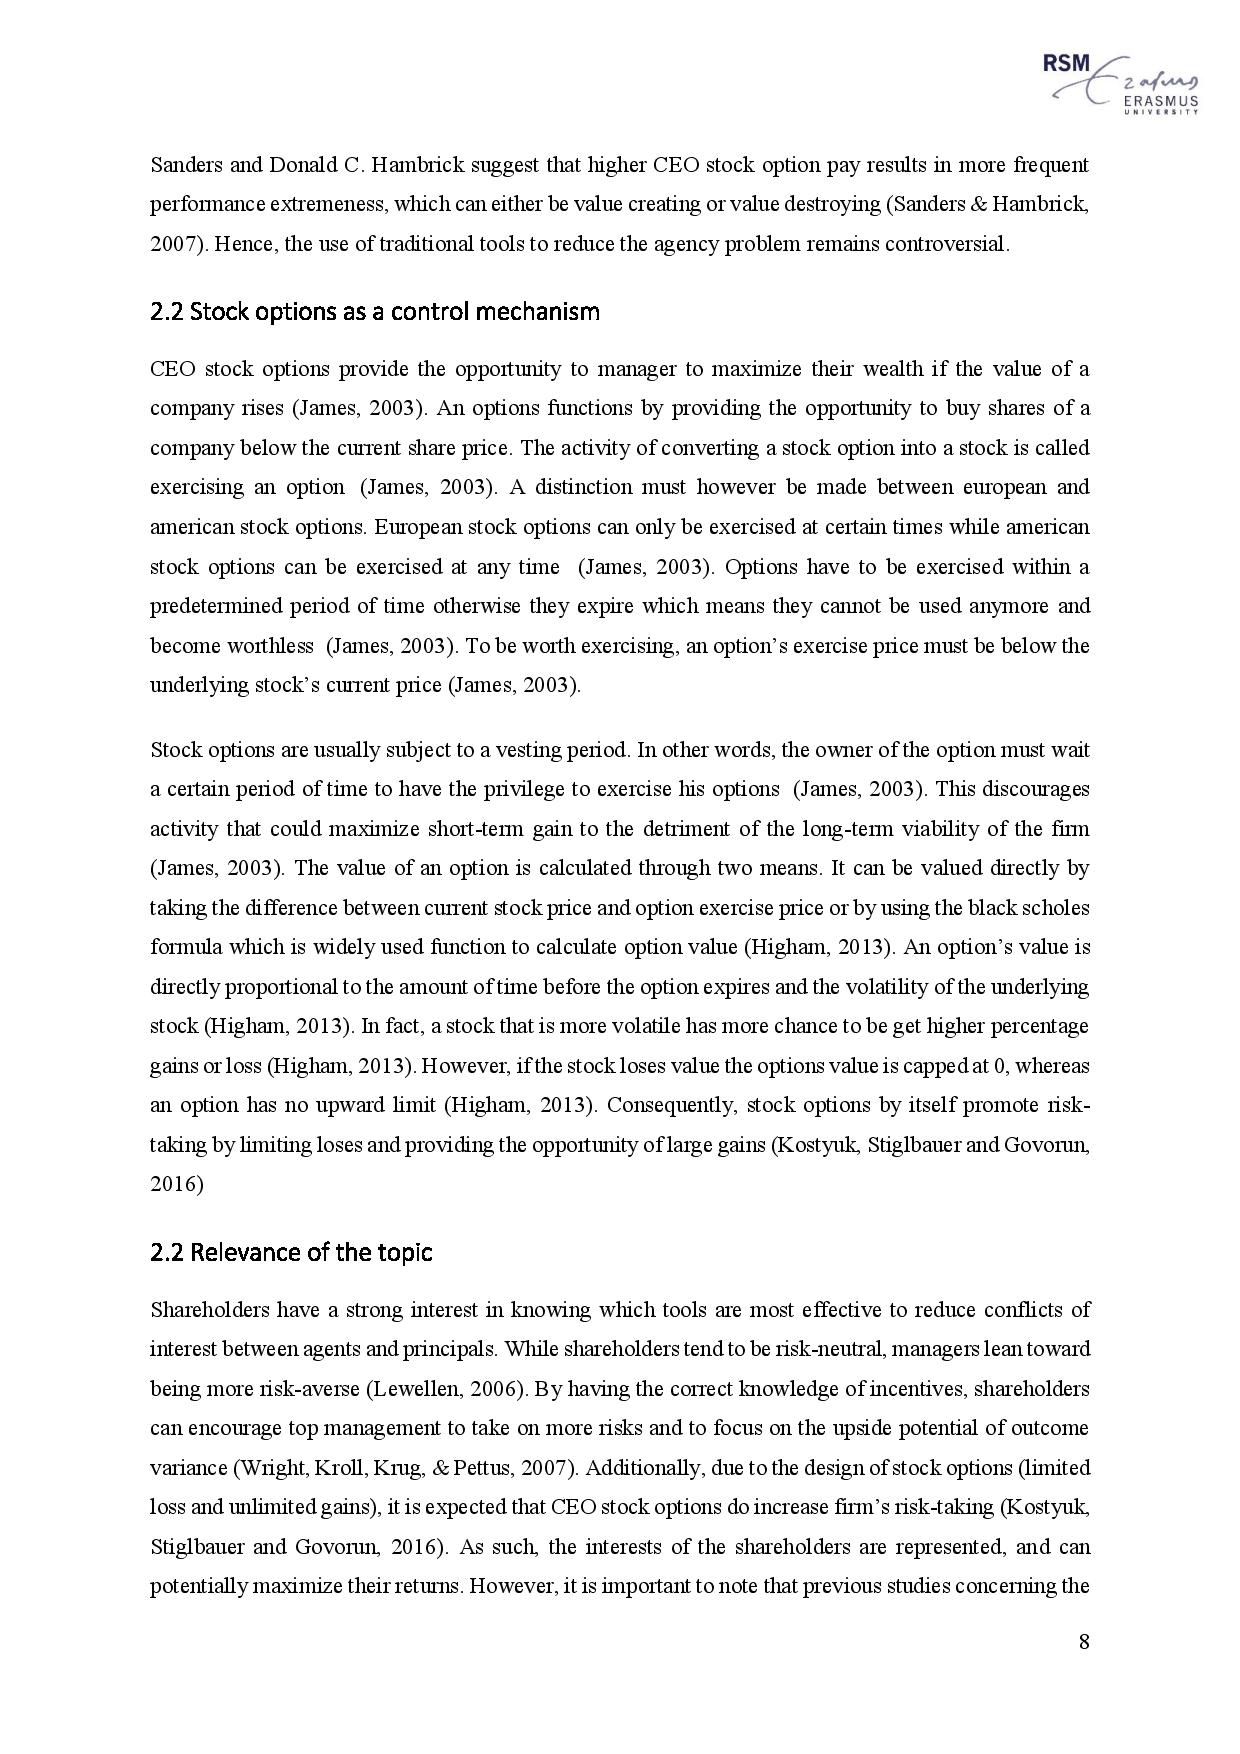 RSM
Erasmus
ERASMUS
UNIVERSITY
Sanders and Donald C. Hambrick suggest that higher CEO stock option pay results in more frequent
performance extremeness, which can either be value creating or value destroying (Sanders & Hambrick,
2007). Hence, the use of traditional tools to reduce the agency problem remains controversial.
2.2 Stock options as a control mechanism
CEO stock options provide the opportunity to manager to maximize their wealth if the value of a
company rises (James, 2003). An options functions by providing the opportunity to buy shares of a
company below the current share price. The activity of converting a stock option into a stock is called
exercising an option (James, 2003). A distinction must however be made between european and
american stock options. European stock options can only be exercised at certain times while american
stock options can be exercised at any time (James, 2003). Options have to be exercised within a
predetermined period of time otherwise they expire which means they cannot be used anymore and
become worthless (James, 2003). To be worth exercising, an option’s exercise price must be below the
underlying stock’s current price (James, 2003).
Stock options are usually subject to a vesting period. In other words, the owner of the option must wait
a certain period of time to have the privilege to exercise his options (James, 2003). This discourages
activity that could maximize short-term gain to the detriment of the long-term viability of the firm
(James, 2003). The value of an option is calculated through two means. It can be valued directly by
taking the difference between current stock price and option exercise price or by using the black scholes
formula which is widely used function to calculate option value (Higham, 2013). An option’s value is
directly proportional to the amount of time before the option expires and the volatility of the underlying
stock (Higham, 2013). In fact, a stock that is more volatile has more chance to be get higher percentage
gains or loss (Higham, 2013). However, if the stock loses value the options value is capped at 0, whereas
an option has no upward limit (Higham, 2013). Consequently, stock options by itself promote risk-
taking by limiting loses and providing the opportunity of large gains (Kostyuk, Stiglbauer and Govorun,
2016)
2.2 Relevance of the topic
Shareholders have a strong interest in knowing which tools are most effective to reduce conflicts of
interest between agents and principals. While shareholders tend to be risk-neutral, managers lean toward
being more risk-averse (Lewellen, 2006). By having the correct knowledge of incentives, shareholders
can encourage top management to take on more risks and to focus on the upside potential of outcome
variance (Wright, Kroll, Krug, & Pettus, 2007). Additionally, due to the design of stock options (limited
loss and unlimited gains), it is expected that CEO stock options do increase firm’s risk-taking (Kostyuk,
Stiglbauer and Govorun, 2016). As such, the interests of the shareholders are represented, and can
potentially maximize their returns. However, it is important to note that previous studies concerning the
8